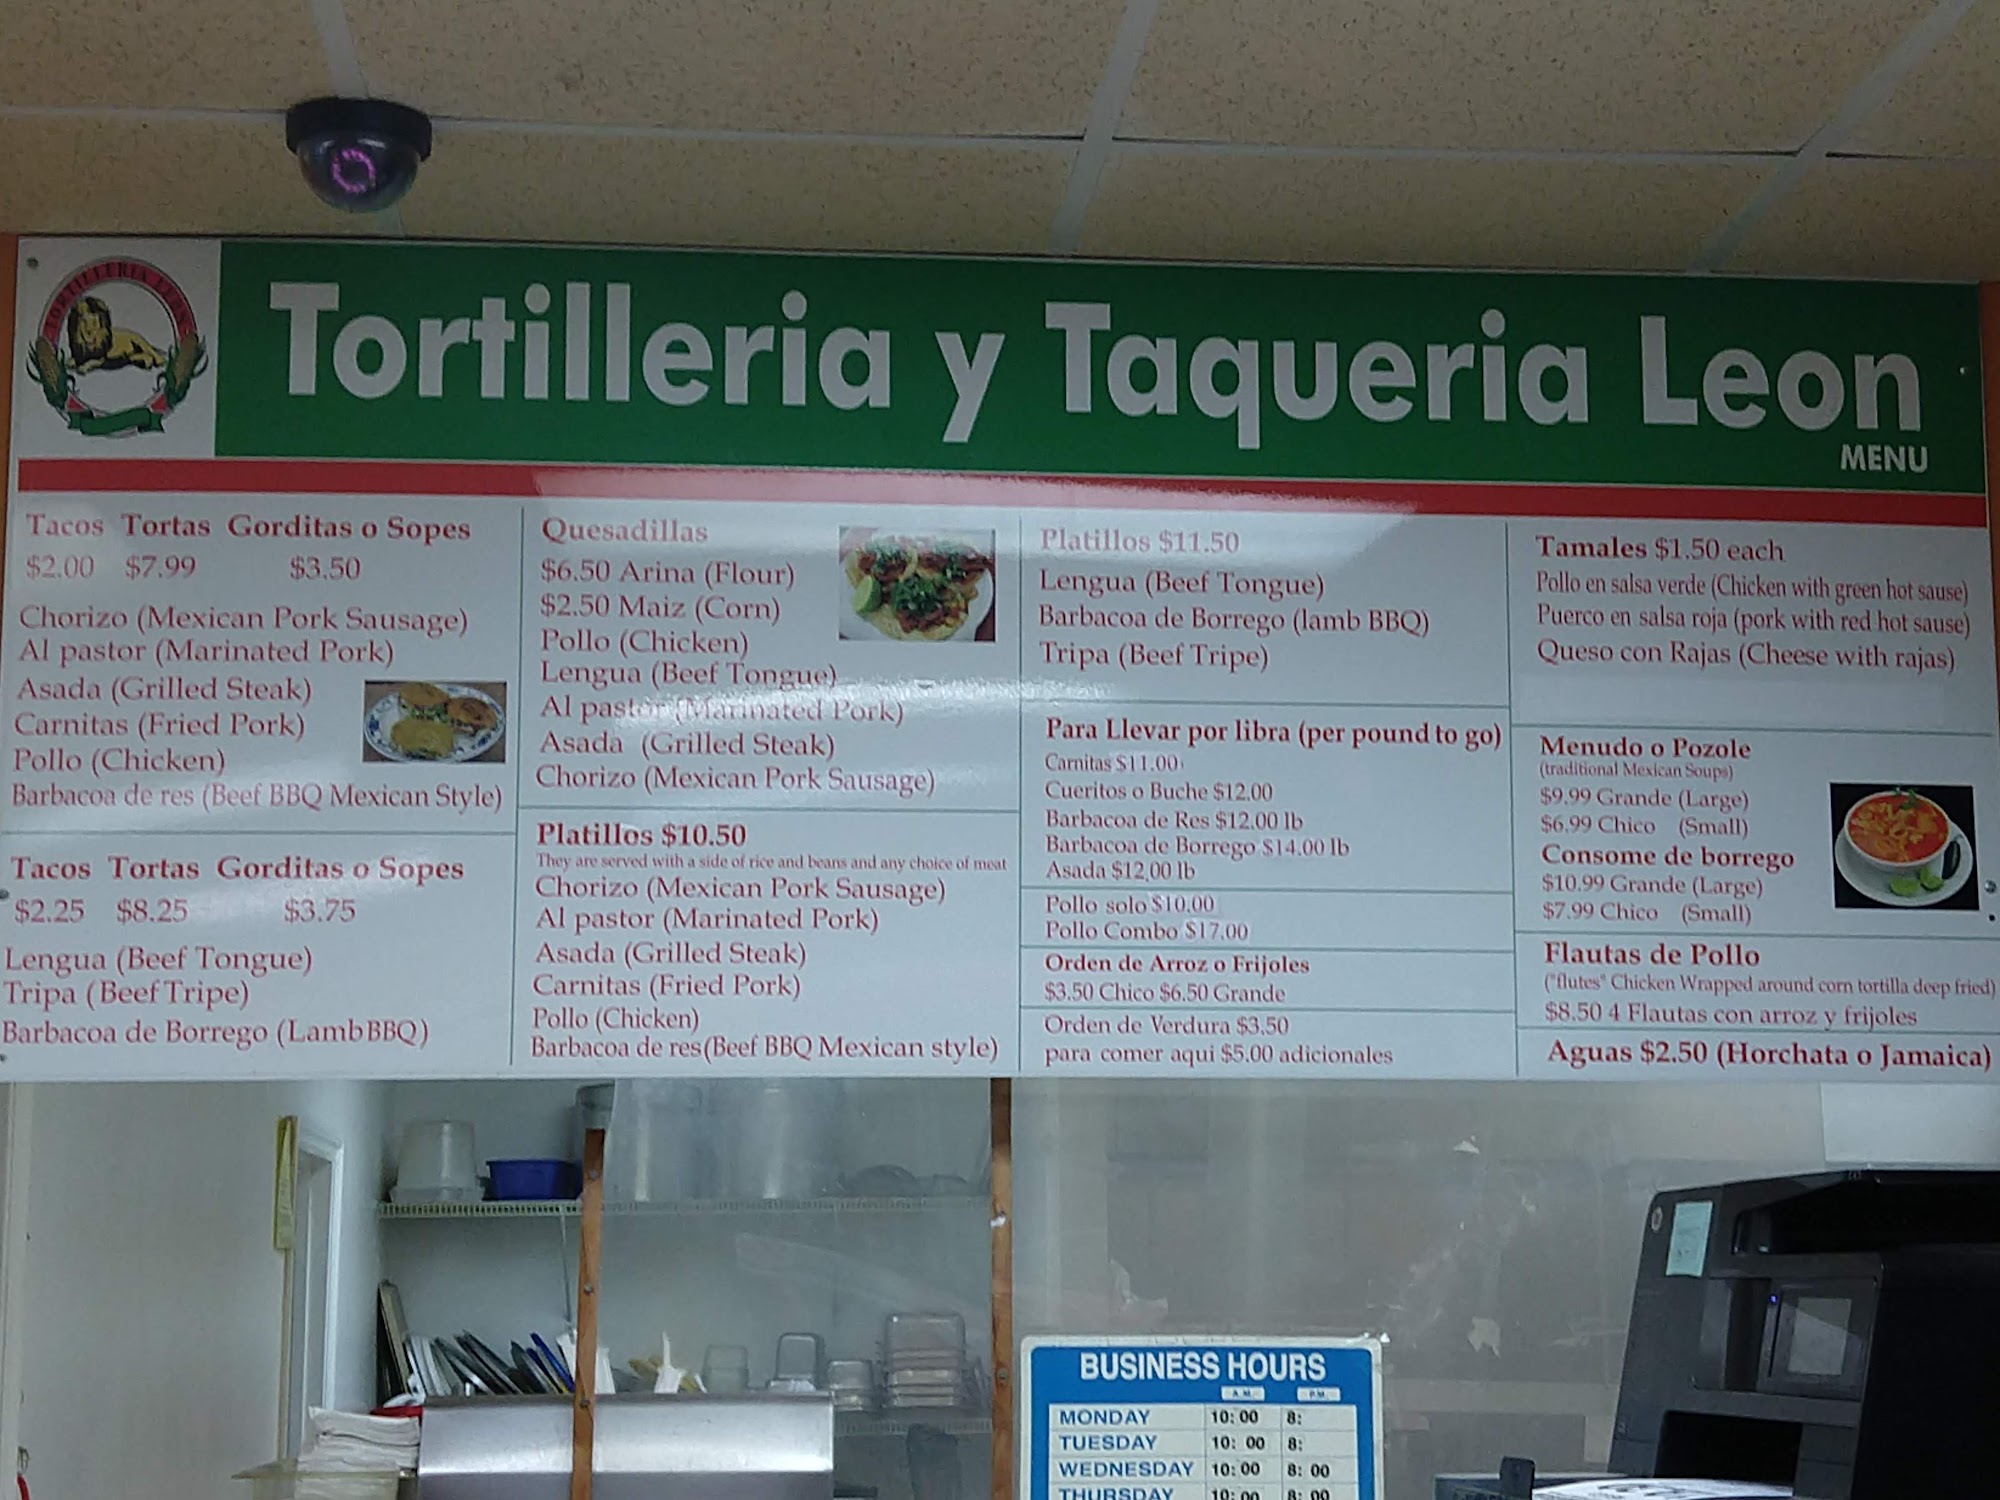 TORTILLERIA LEON
Tortilleria y Taqueria Leon
MENU
Tacos Tortas Gorditas o Sopes
$2.00 $7.99 $3.50
Chorizo (Mexican Pork Sausage)
Al pastor (Marinated Pork)
Asada (Grilled Steak)
Carnitas (Fried Pork)
Pollo (Chicken)
Barbacoa de res (Beef BBQ Mexican Style)
Tacos Tortas Gorditas o Sopes
$2.25 $8.25 $3.75
Lengua (Beef Tongue)
Tripa (Beef Tripe)
Barbacoa de Borrego (Lamb BBQ)
Quesadillas
$6.50 Arina (Flour)
$2.50 Maiz (Corn)
Pollo (Chicken)
Lengua (Beef Tongue)
Al pastor (Marinated Pork)
Asada (Grilled Steak)
Chorizo (Mexican Pork Sausage)
Platillos $10.50
They are served with a side of rice and beans and any choice of meat
Chorizo (Mexican Pork Sausage)
Al pastor (Marinated Pork)
Asada (Grilled Steak)
Carnitas (Fried Pork)
Pollo (Chicken)
Barbacoa de res(Beef BBQ Mexican style)
Platillos $11.50
Lengua (Beef Tongue)
Barbacoa de Borrego (lamb BBQ)
Tripa (Beef Tripe)
Para Llevar por libra (per pound to go)
Carnitas $11.00
Cueritos o Buche $12.00
Barbacoa de Res $12.00 lb
Barbacoa de Borrego $14.00 lb
Asada $12.00 lb
Pollo solo $10.00
Pollo Combo $17.00
Orden de Arroz o Frijoles
$3.50 Chico $6.50 Grande
Orden de Verdura $3.50
para comer aqui $5.00 adicionales
Tamales $1.50 each
Pollo en salsa verde (Chicken with green hot sause)
Puerco en salsa roja (pork with red hot sause)
Queso con Rajas (Cheese with rajas)
Menudo o Pozole
(traditional Mexican Soups)
$9.99 Grande (Large)
$6.99 Chico (Small)
Consome de borrego
$10.99 Grande (Large)
$7.99 Chico (Small)
Flautas de Pollo
("flutes" Chicken Wrapped around corn tortilla deep fried)
$8.50 4 Flautas con arroz y frijoles
Aguas $2.50 (Horchata o Jamaica)
BUSINESS HOURS
A.M. P.M.
MONDAY 10:00 8:
TUESDAY 10: 00 8:
WEDNESDAY 10:00 8: 00
THURSDAY 10:00 8: 00